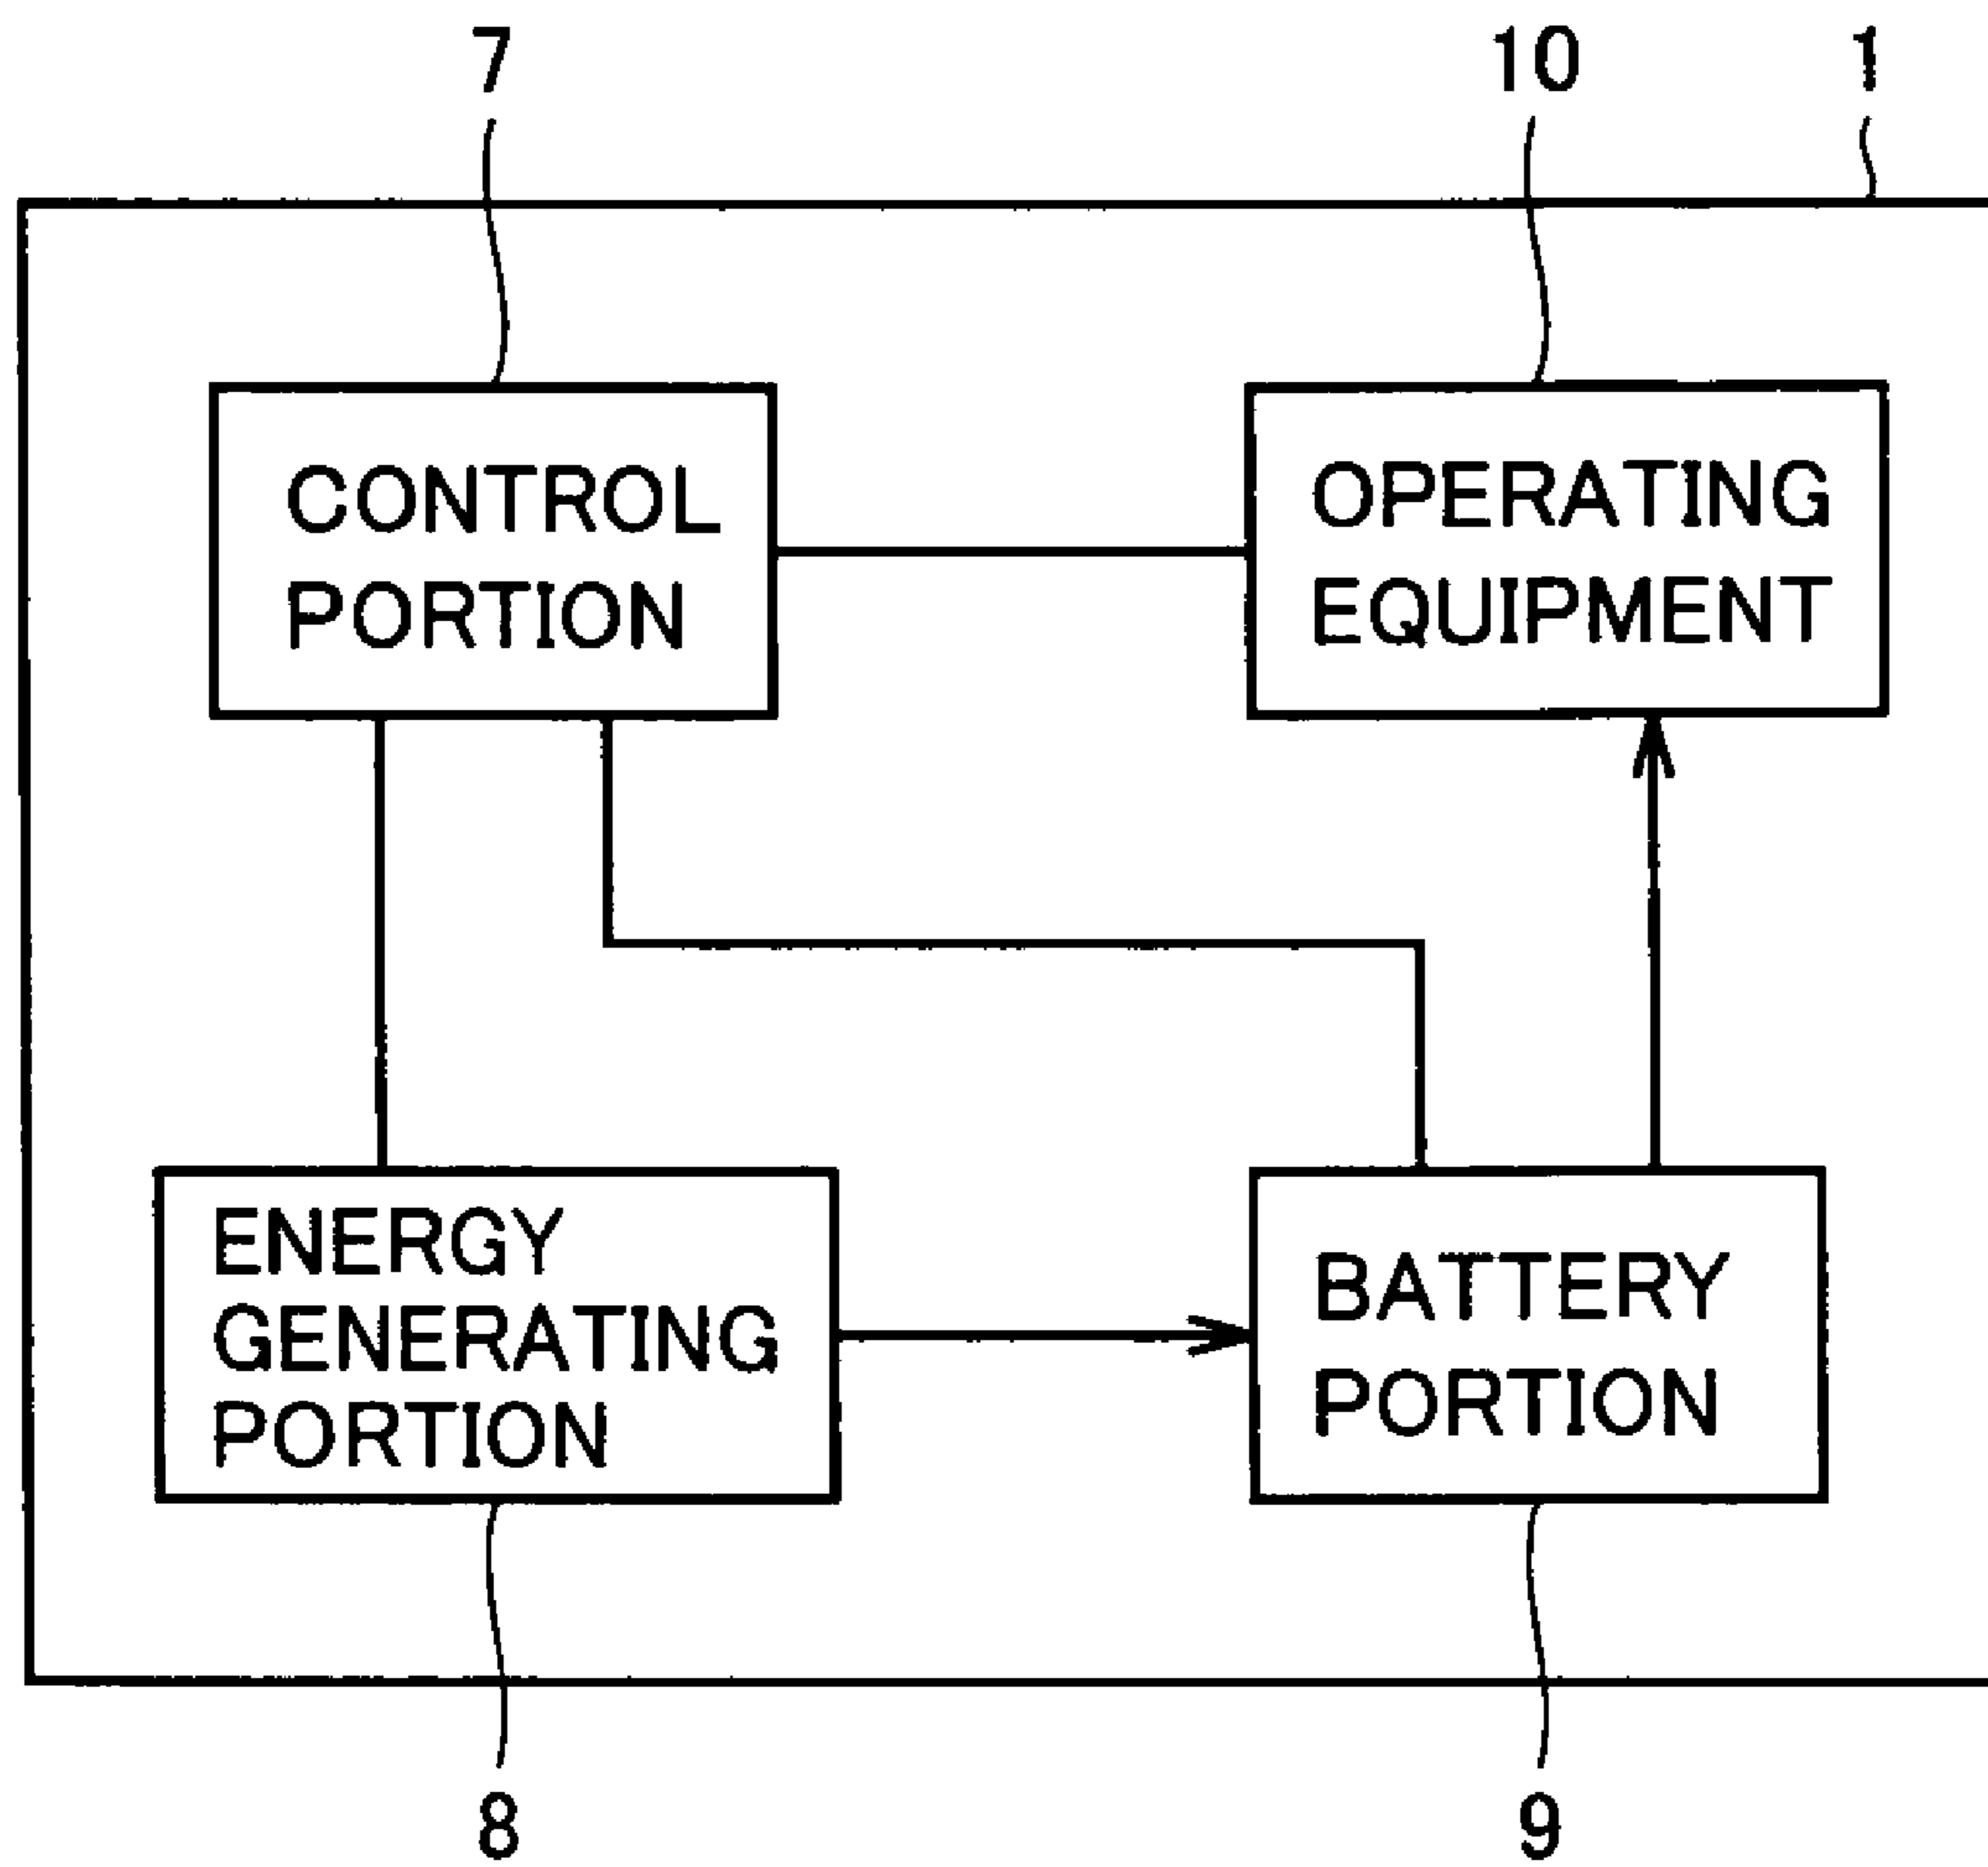 7
10
1
CONTROL
PORTION
OPERATING
EQUIPMENT
ENERGY
GENERATING
PORTION
BATTERY
PORTION
8
9